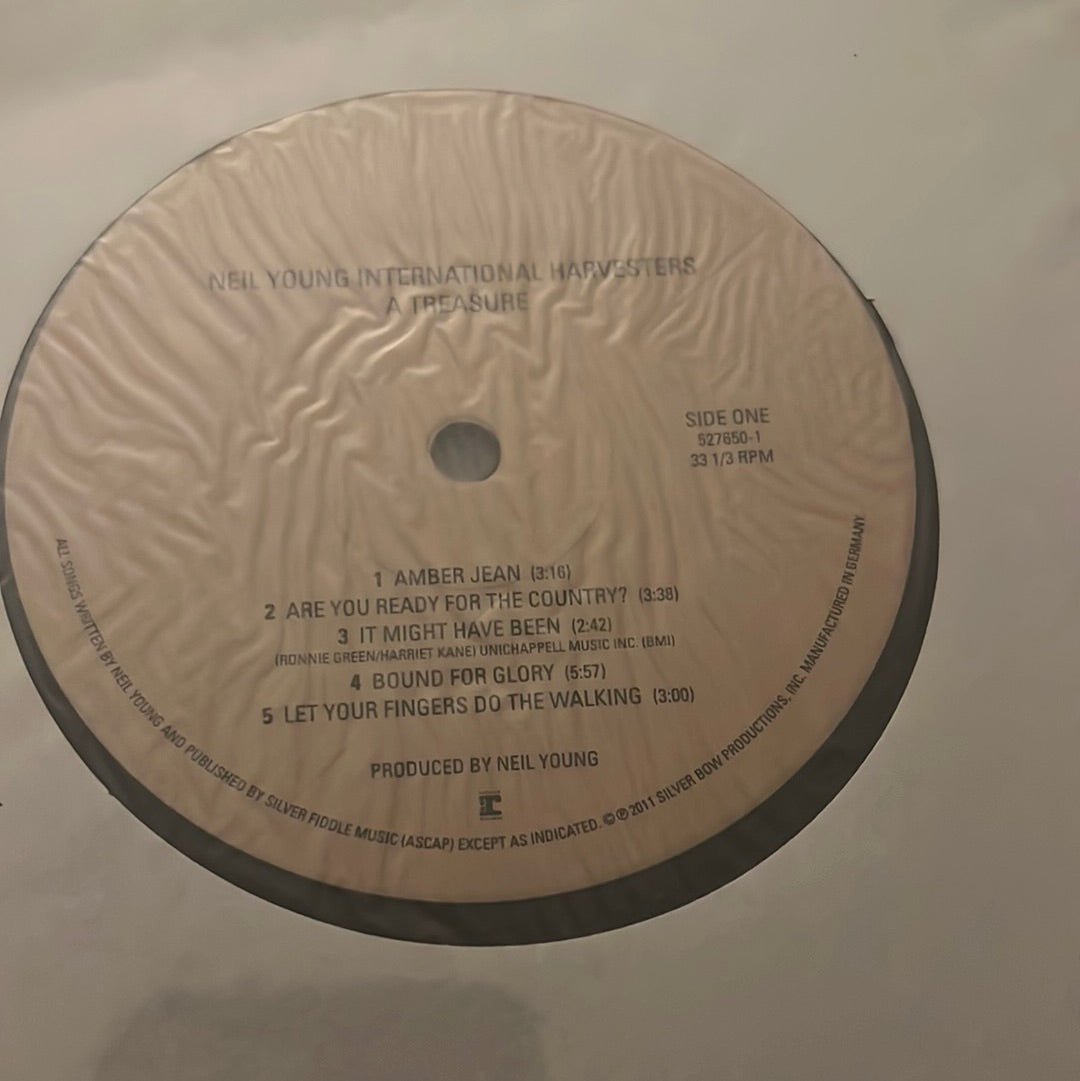 NEIL YOUNG INTERNATIONAL HARVESTERS
A TREASURE
SIDE ONE
527650-1
33 1/3 RPM
1 AMBER JEAN (3:16)
2 ARE YOU READY FOR THE COUNTRY? (3:38)
3 IT MIGHT HAVE BEEN (2:42)
(RONNIE GREEN/HARRIET KANE) UNICHAPPELL MUSIC INC. (BMI)
4 BOUND FOR GLORY (5:57)
5 LET YOUR FINGERS DO THE WALKING (3:00)
PRODUCED BY NEIL YOUNG
ALL SONGS WRITTEN BY NEIL YOUNG AND PUBLISHED BY SILVER FIDDLE MUSIC (ASCAP) EXCEPT AS INDICATED. ©℗ 2011 SILVER BOW PRODUCTIONS, INC. MANUFACTURED IN GERMANY